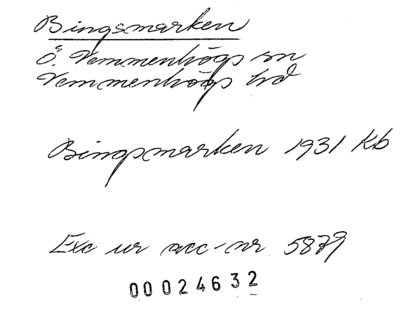 Bingsmarken
Ö. Vemmenhögs sn
Vemmenhögs hd
Bingsmarken 1931 Kb
Exc ur acc-nr 5879
00024632